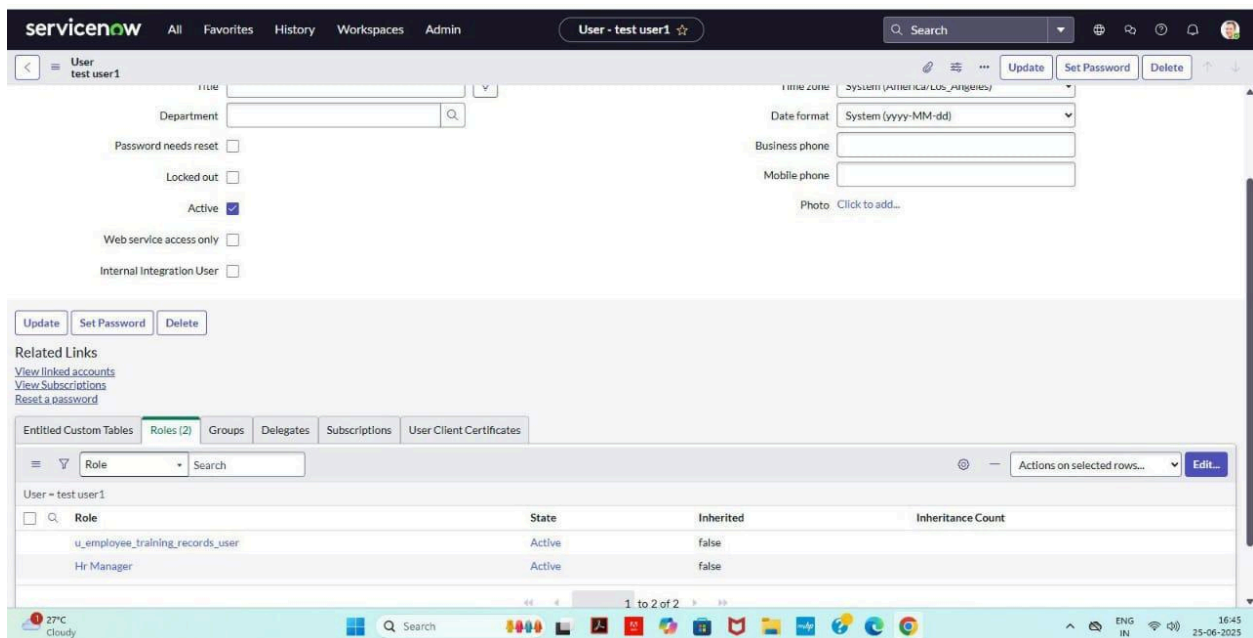 servicenow All Favorites History Workspaces Admin User - test user1 Search
User
test user1 Update Set Password Delete
Title Time zone System (America/Los_Angeles)
Department Date format System (yyyy-MM-dd)
Password needs reset Business phone
Locked out Mobile phone
Active Photo Click to add...
Web service access only
Internal Integration User
Update Set Password Delete
Related Links
View linked accounts
View Subscriptions
Reset a password
Entitled Custom Tables Roles (2) Groups Delegates Subscriptions User Client Certificates
Role Search Actions on selected rows... Edit...
User = test user1
Role State Inherited Inheritance Count
u_employee_training_records_user Active false
Hr Manager Active false
1 to 2 of 2
1 27°C Search ENG 16:45
Cloudy IN 25-06-2025